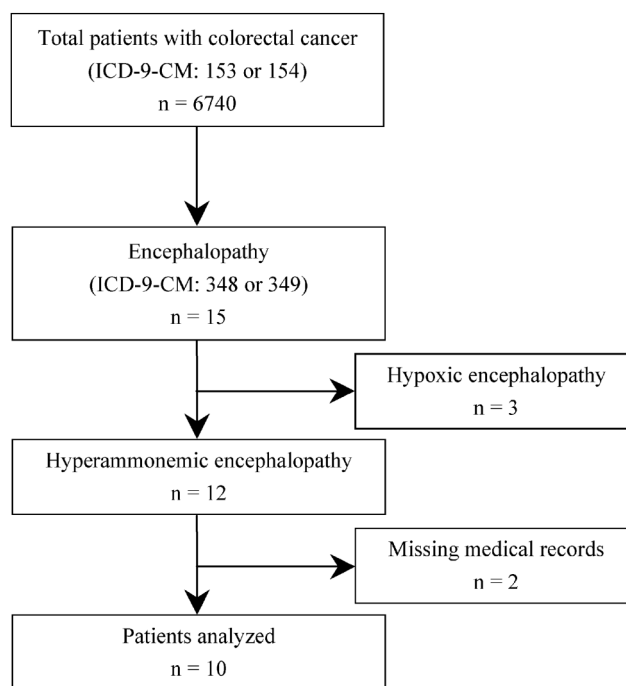 Total patients with colorectal cancer
(ICD-9-CM: 153 or 154)
n = 6740
Encephalopathy
(ICD-9-CM: 348 or 349)
n = 15
Hypoxic encephalopathy
n = 3
Hyperammonemic encephalopathy
n = 12
Missing medical records
n = 2
Patients analyzed
n = 10